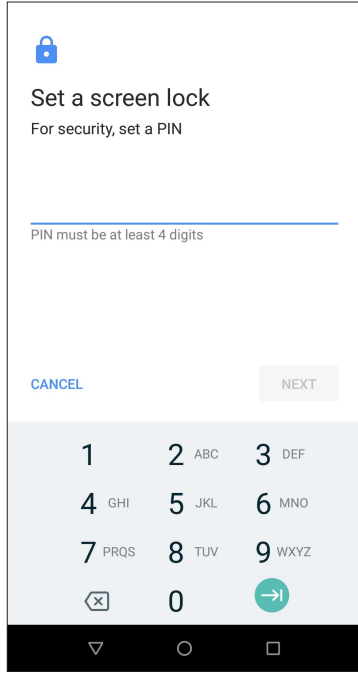 Set a screen lock
For security, set a PIN
PIN must be at least 4 digits
CANCEL NEXT
1 2 ABC 3 DEF
4 GHI 5 JKL 6 MNO
7 PRQS 8 TUV 9 WXYZ
0